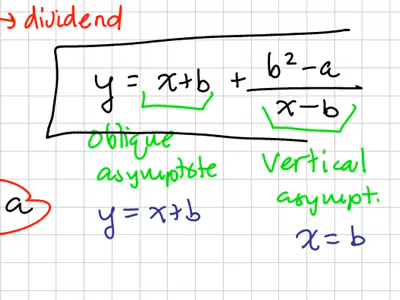 → dividend
y = x+b + (b² - a)/(x - b)
oblique asymptote
y = x+b
vertical asympt.
x = b
a